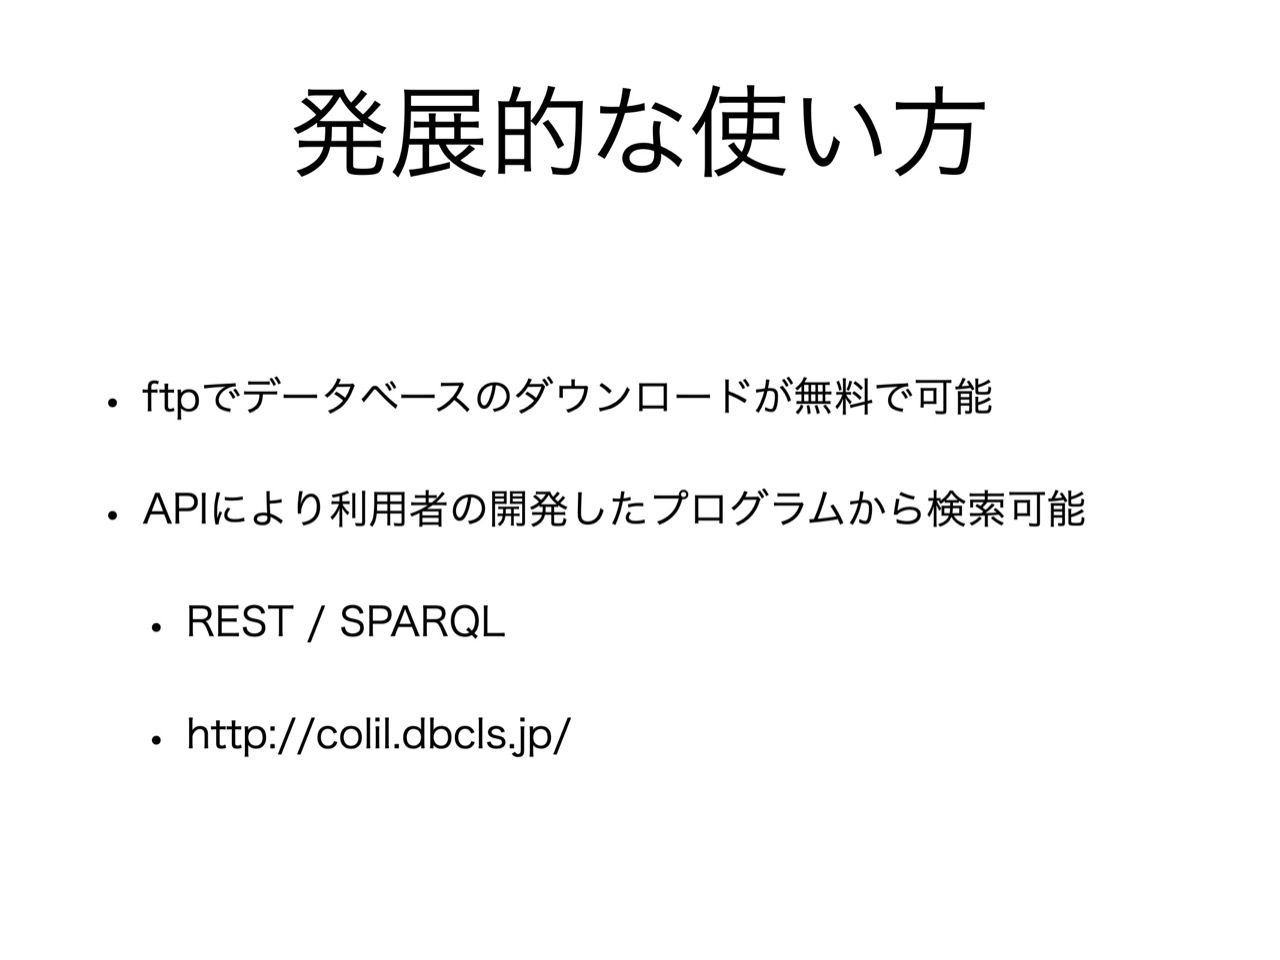 発展的な使い方
• ftpでデータベースのダウンロードが無料で可能
• APIにより利用者の開発したプログラムから検索可能
• REST / SPARQL
• http://colil.dbcls.jp/